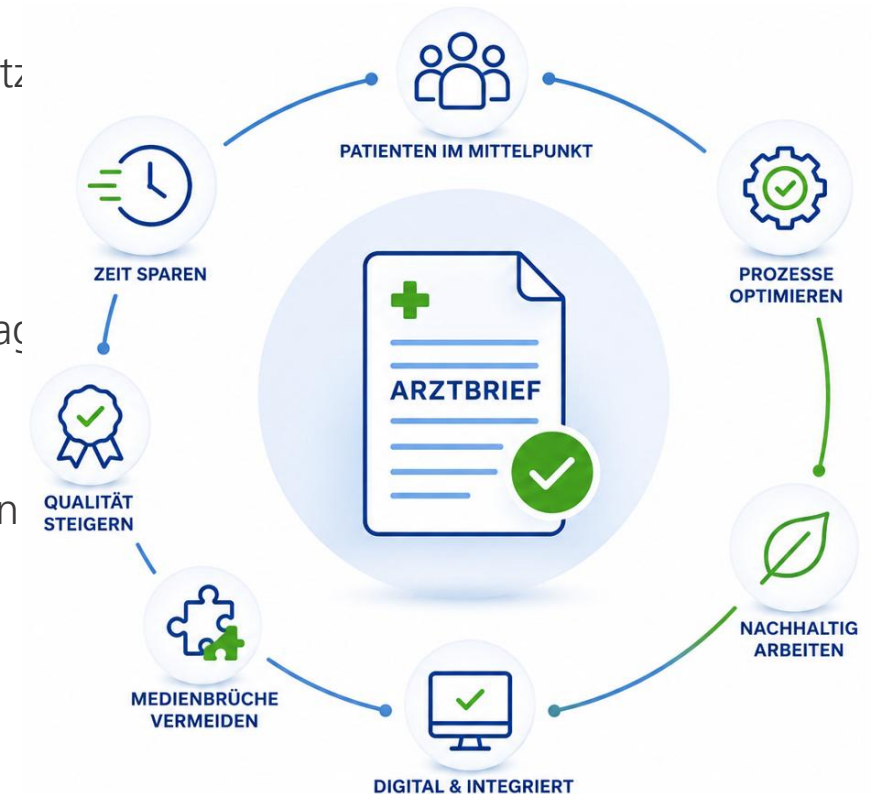 PATIENTEN IM MITTELPUNKT
ZEIT SPAREN
PROZESSE
OPTIMIEREN
ARZTBRIEF
QUALITÄT
STEIGERN
NACHHALTIG
ARBEITEN
MEDIENBRÜCHE
VERMEIDEN
DIGITAL & INTEGRIERT